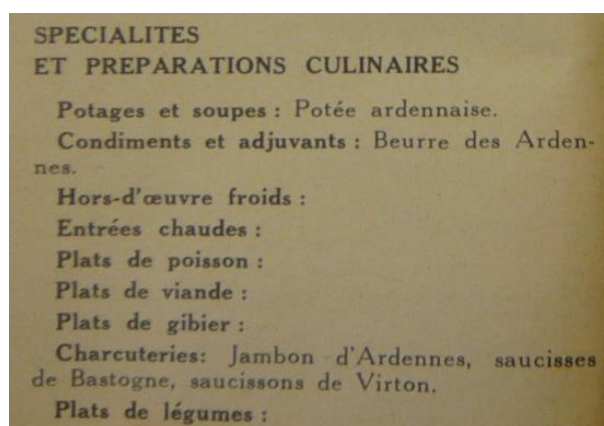 SPECIALITES
ET PREPARATIONS CULINAIRES
Potages et soupes : Potée ardennaise.
Condiments et adjuvants : Beurre des Arden-
nes.
Hors-d'œuvre froids :
Entrées chaudes :
Plats de poisson :
Plats de viande :
Plats de gibier :
Charcuteries: Jambon d'Ardennes, saucisses
de Bastogne, saucissons de Virton.
Plats de légumes :